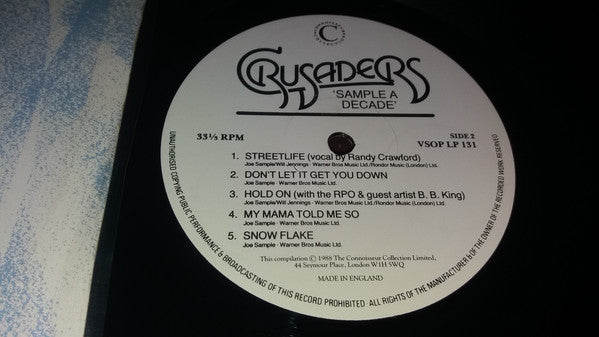 C
CRUSADERS
'SAMPLE A
DECADE'
33⅓ RPM
SIDE 2
VSOP LP 131
1. STREETLIFE (vocal by Randy Crawford)
Joe Sample/Will Jennings · Warner Bros Music Ltd./Rondor Music (London) Ltd.
2. DON'T LET IT GET YOU DOWN
Joe Sample · Warner Bros Music Ltd.
3. HOLD ON (with the RPO & guest artist B. B. King)
Joe Sample/Will Jennings · Warner Bros Music Ltd./Rondor Music (London) Ltd.
4. MY MAMA TOLD ME SO
Joe Sample · Warner Bros Music Ltd.
5. SNOW FLAKE
Joe Sample · Warner Bros Music Ltd.
This compilation ℗ 1988 The Connoisseur Collection Limited,
44 Seymour Place, London W1H 5WQ
MADE IN ENGLAND
UNAUTHORISED COPYING PUBLIC PERFORMANCE & BROADCASTING OF THIS RECORD PROHIBITED · ALL RIGHTS OF THE MANUFACTURER & OF THE OWNER OF THE RECORDED WORK RESERVED